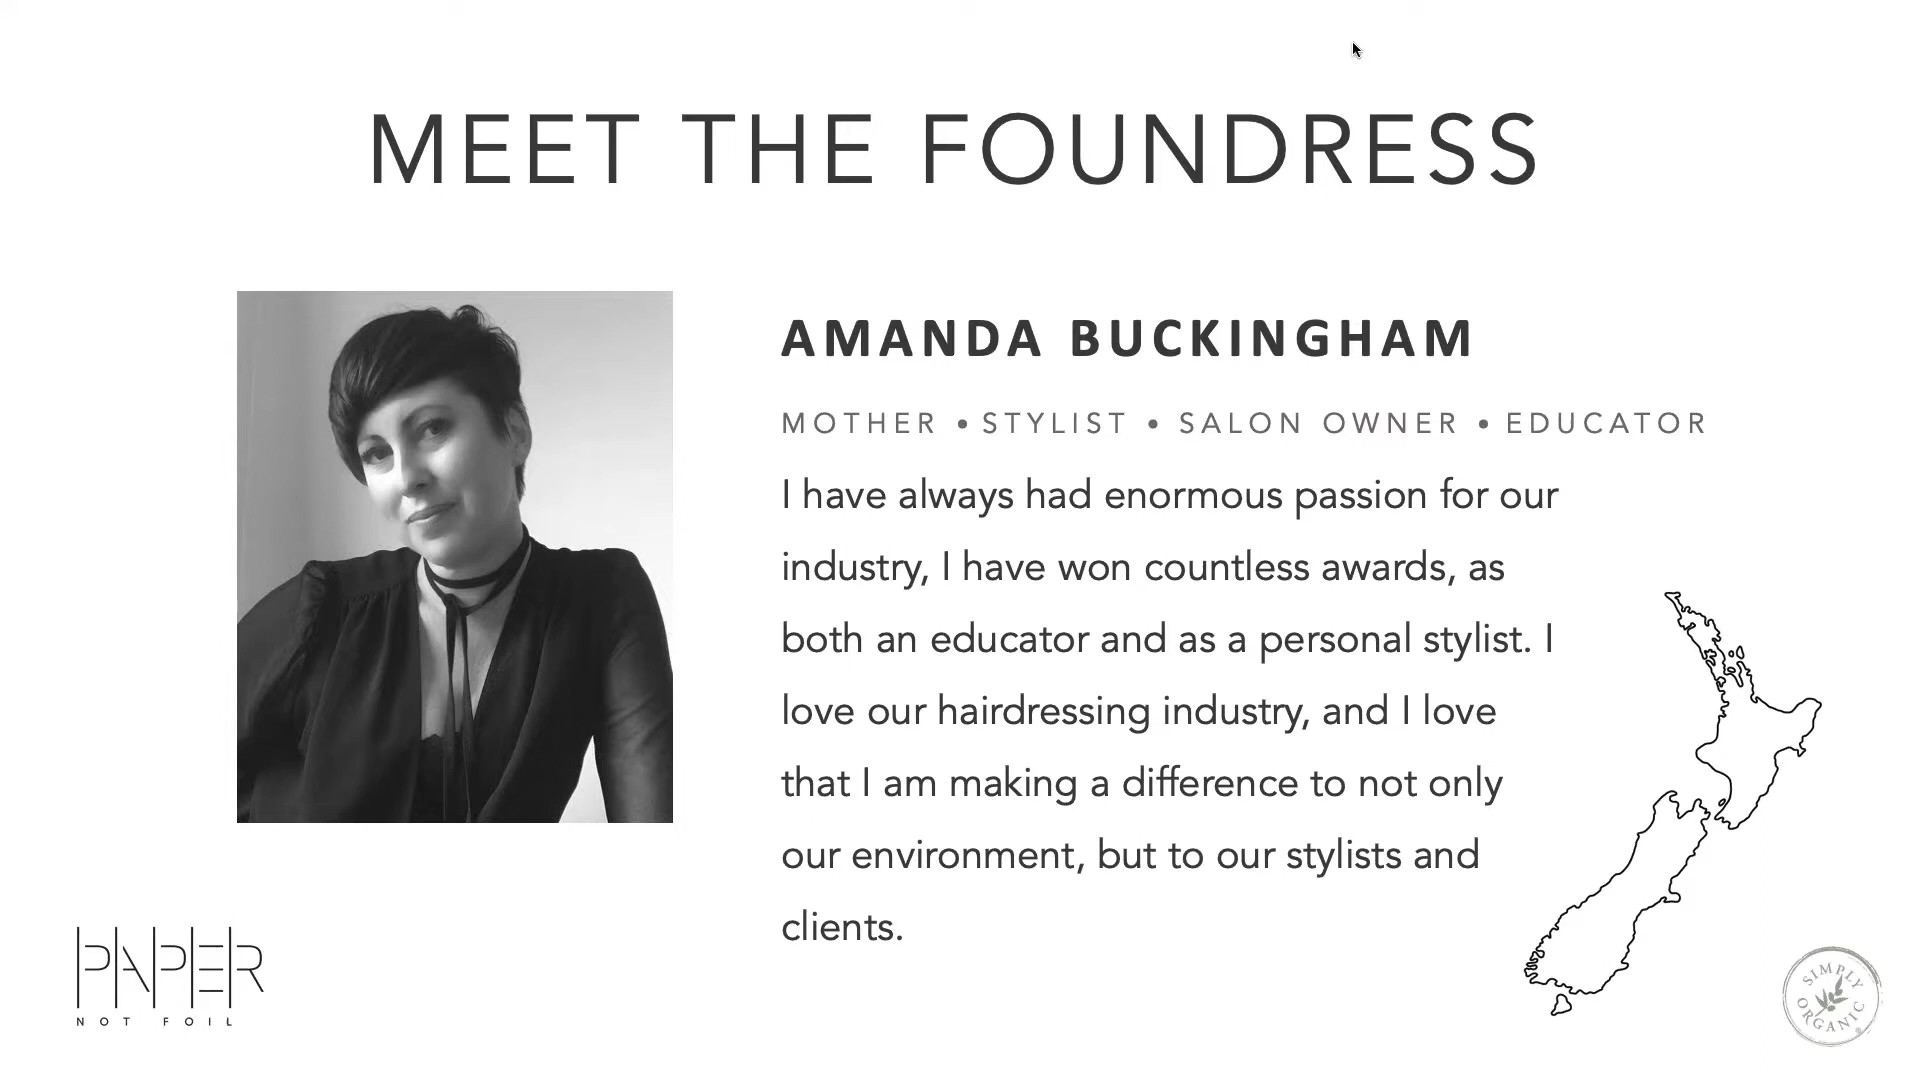 MEET THE FOUNDRESS
AMANDA BUCKINGHAM
MOTHER • STYLIST • SALON OWNER • EDUCATOR
I have always had enormous passion for our
industry, I have won countless awards, as
both an educator and as a personal stylist. I
love our hairdressing industry, and I love
that I am making a difference to not only
our environment, but to our stylists and
clients.
PAPER
NOT FOIL
SIMPLY
ORGANIC